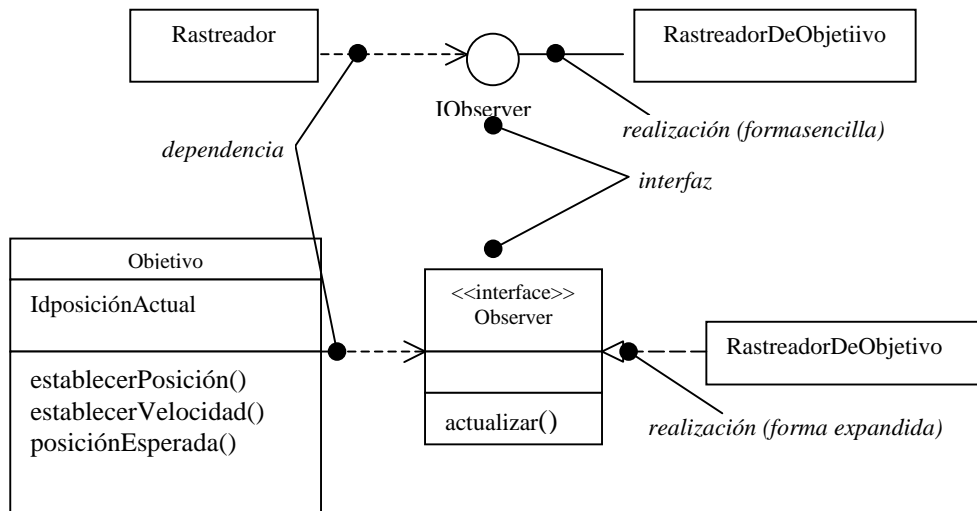 Rastreador
RastreadorDeObjetiivo
IObserver
realización (formasencilla)
dependencia
interfaz
Objetivo
IdposiciónActual
establecerPosición()
establecerVelocidad()
posiciónEsperada()
<<interface>>
Observer
actualizar()
RastreadorDeObjetivo
realización (forma expandida)